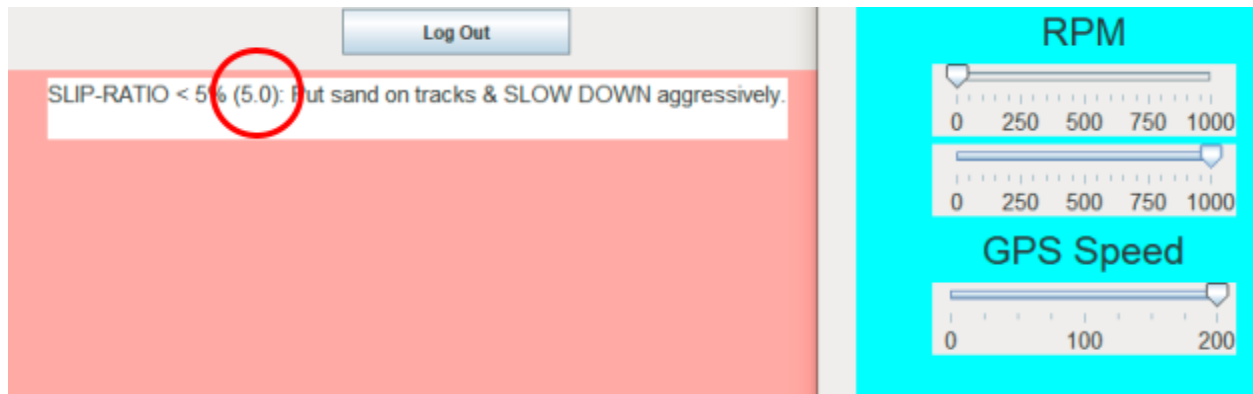 Log Out
SLIP-RATIO < 5% (5.0): Put sand on tracks & SLOW DOWN aggressively.
RPM
0 250 500 750 1000
0 250 500 750 1000
GPS Speed
0 100 200